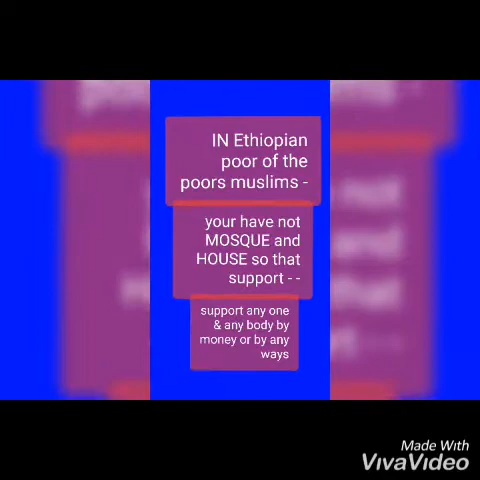 IN Ethiopian
poor of the
poors muslims -
your have not
MOSQUE and
HOUSE so that
support - -
support any one
& any body by
money or by any
ways
Made With
VivaVideo